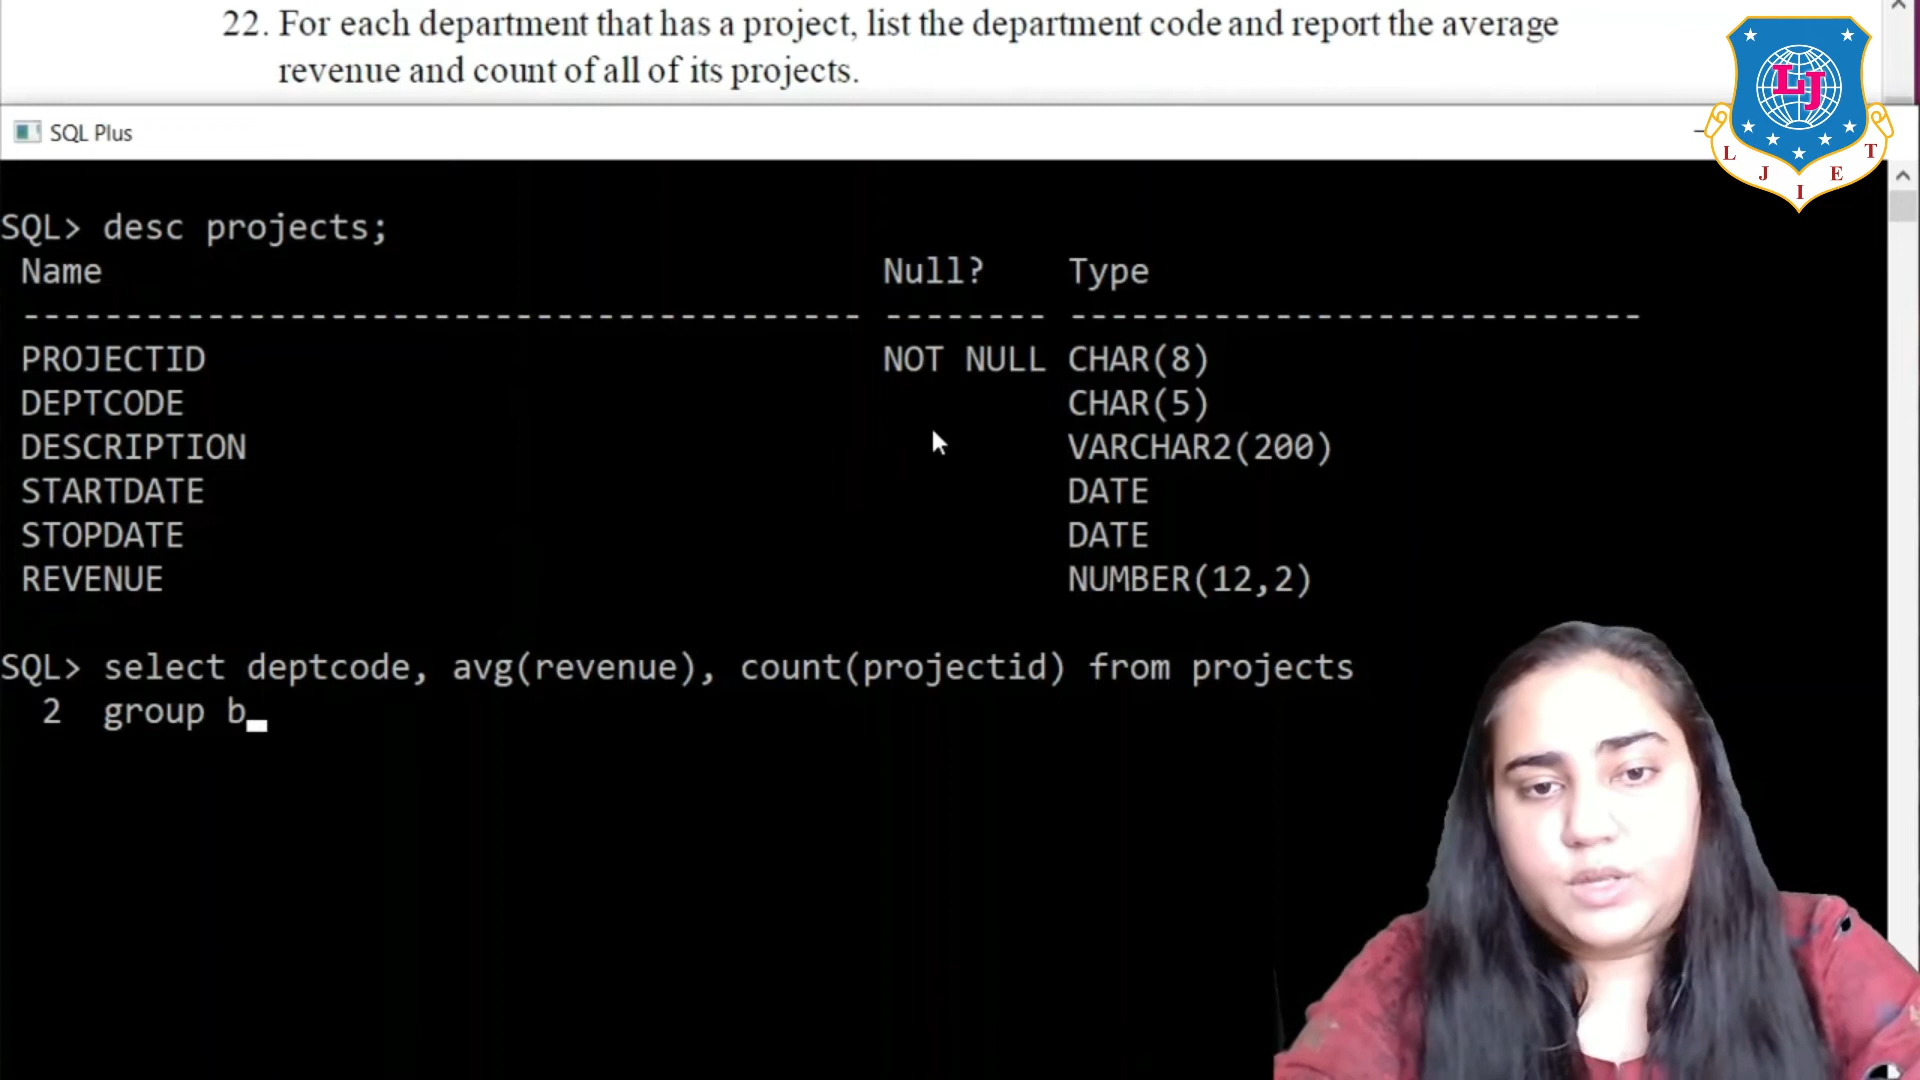 22. For each department that has a project, list the department code and report the average
revenue and count of all of its projects.
LJ
L J I E T
SQL Plus
SQL> desc projects;
Name Null? Type
----------------------------------------- -------- ----------------------------
PROJECTID NOT NULL CHAR(8)
DEPTCODE CHAR(5)
DESCRIPTION VARCHAR2(200)
STARTDATE DATE
STOPDATE DATE
REVENUE NUMBER(12,2)
SQL> select deptcode, avg(revenue), count(projectid) from projects
2 group b